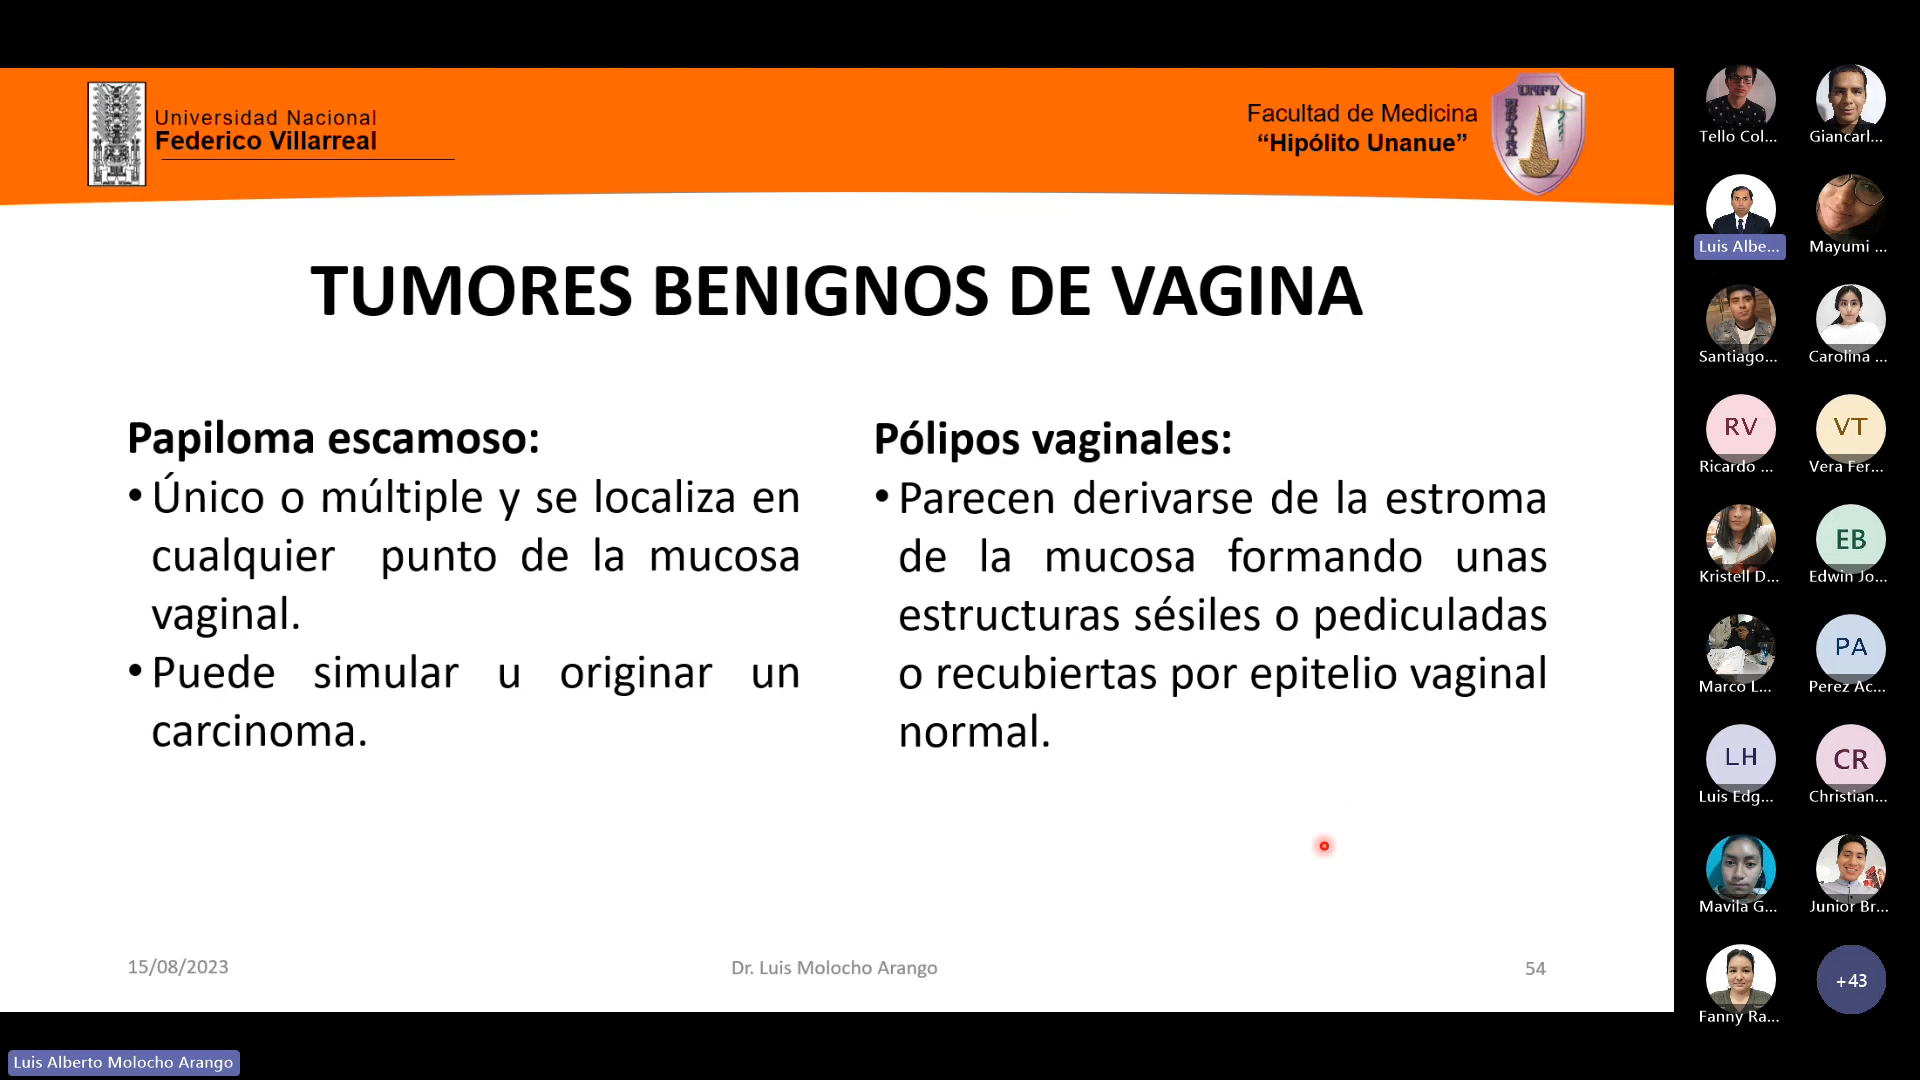 Universidad Nacional
Federico Villarreal
Facultad de Medicina
“Hipólito Unanue”
UNFV
TUMORES BENIGNOS DE VAGINA
Papiloma escamoso:
• Único o múltiple y se localiza en
cualquier punto de la mucosa
vaginal.
• Puede simular u originar un
carcinoma.
Pólipos vaginales:
• Parecen derivarse de la estroma
de la mucosa formando unas
estructuras sésiles o pediculadas
o recubiertas por epitelio vaginal
normal.
15/08/2023
Dr. Luis Molocho Arango
54
Tello Col...
Giancarl...
Luis Albe...
Mayumi ...
Santiago...
Carolina ...
RV
Ricardo ...
VT
Vera Fer...
Kristell D...
EB
Edwin Jo...
Marco L...
PA
Perez Ac...
LH
Luis Edg...
CR
Christian...
Mavila G...
Junior Br...
Fanny Ra...
+43
Luis Alberto Molocho Arango